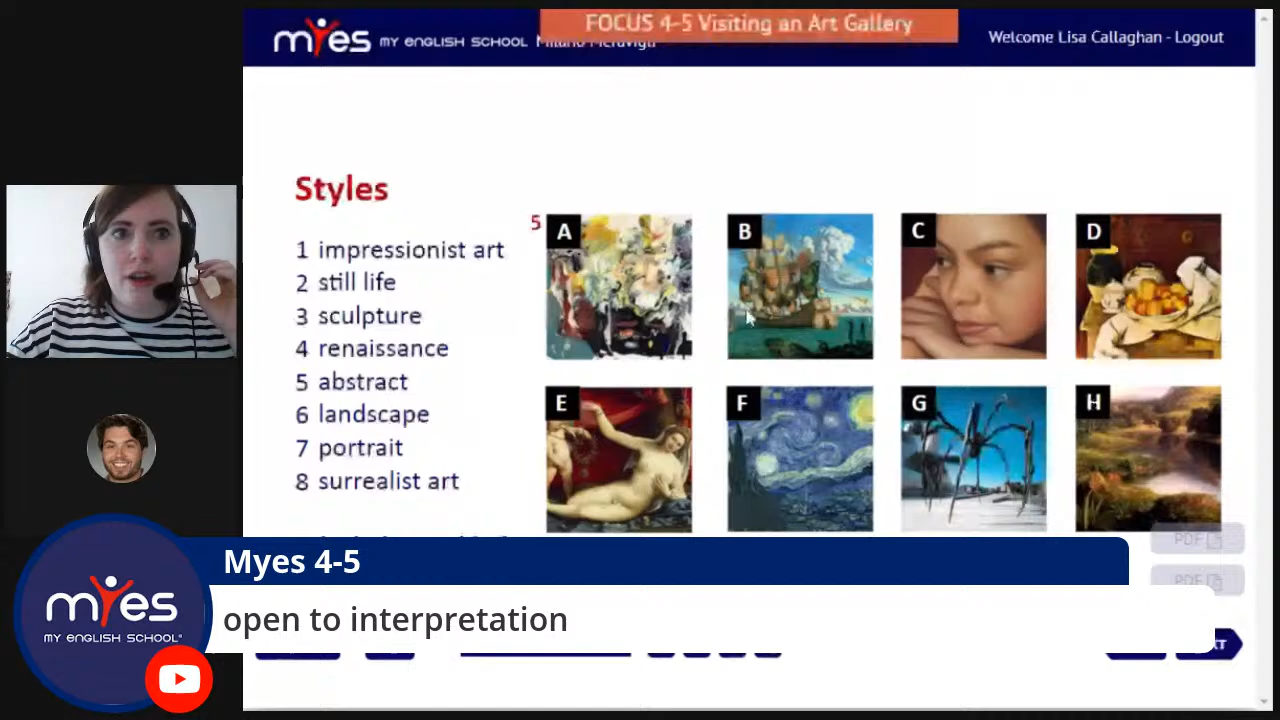 FOCUS 4-5 Visiting an Art Gallery
myes MY ENGLISH SCHOOL
Welcome Lisa Callaghan - Logout
Styles
1 impressionist art
2 still life
3 sculpture
4 renaissance
5 abstract
6 landscape
7 portrait
8 surrealist art
5
A
B
C
D
E
F
G
H
PDF
PDF
Myes 4-5
open to interpretation
myes
MY ENGLISH SCHOOL